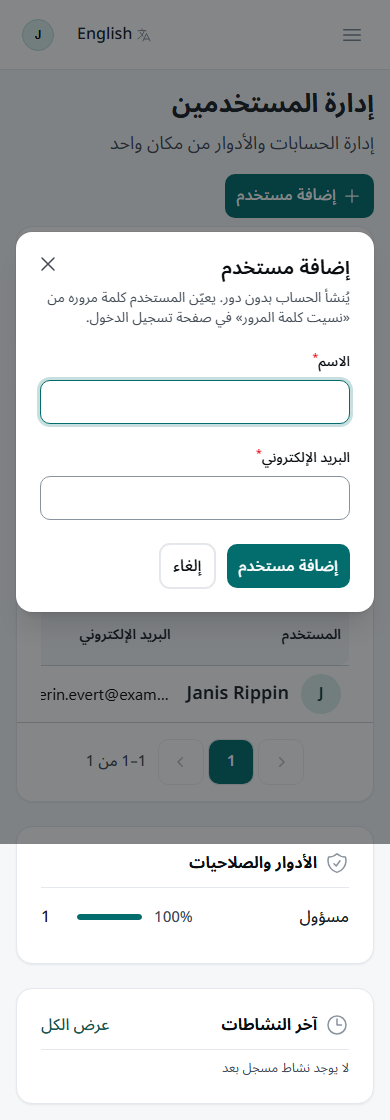 J
English
إدارة المستخدمين
إدارة الحسابات والأدوار من مكان واحد
إضافة مستخدم
إضافة مستخدم
يُنشأ الحساب بدون دور. يعيّن المستخدم كلمة مروره من
«نسيت كلمة المرور» في صفحة تسجيل الدخول.
الاسم*
البريد الإلكتروني*
إضافة مستخدم
إلغاء
المستخدم
البريد الإلكتروني
J
Janis Rippin
erin.evert@exam...
1
1–1 من 1
الأدوار والصلاحيات
مسؤول
100%
1
آخر النشاطات
عرض الكل
لا يوجد نشاط مسجل بعد